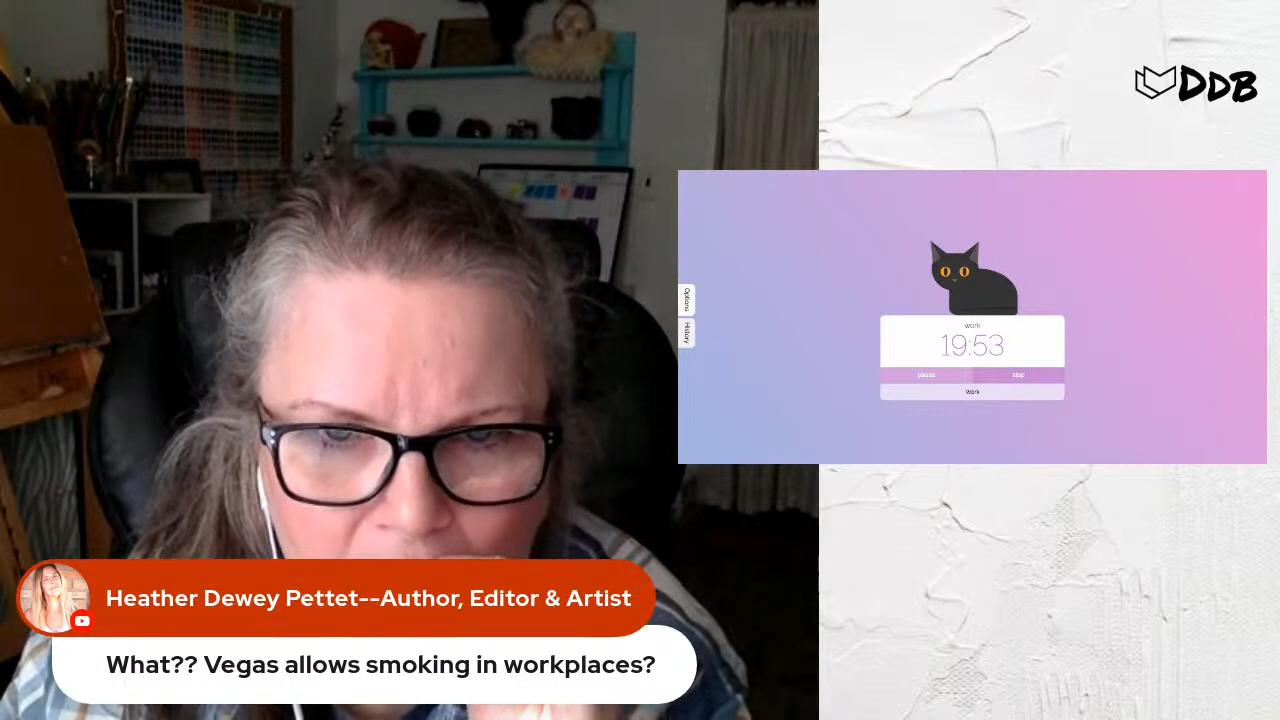 DDB
Options
History
work
19:53
pause
stop
Work
Heather Dewey Pettet--Author, Editor & Artist
What?? Vegas allows smoking in workplaces?